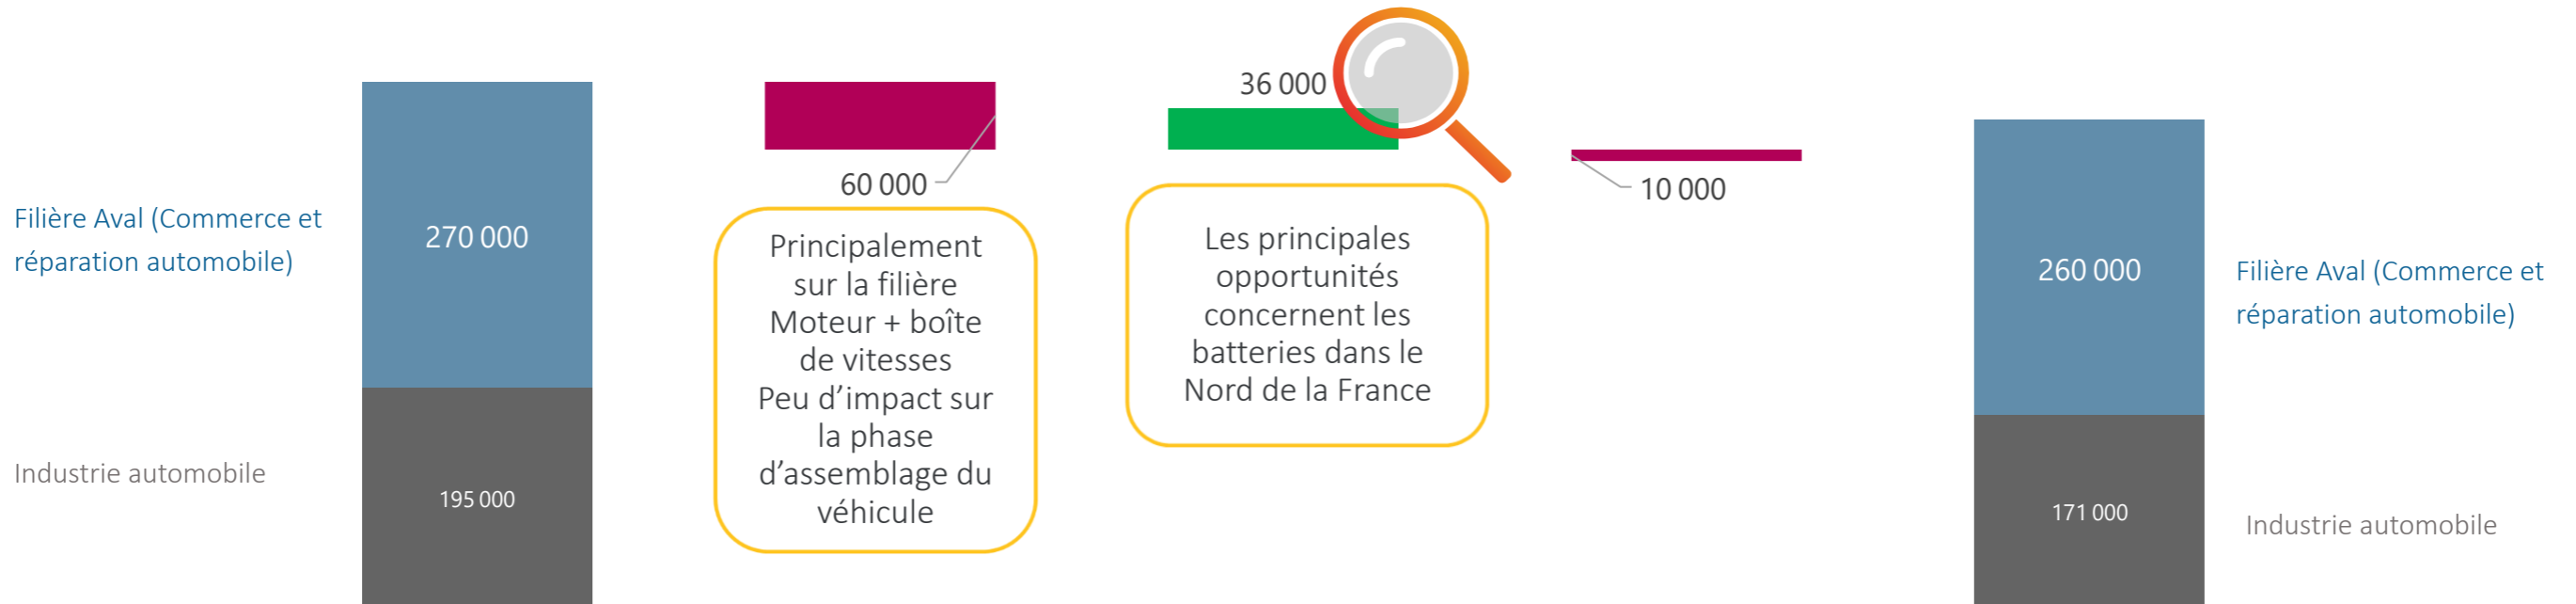 Filière Aval (Commerce et
réparation automobile)
Industrie automobile
270 000
195 000
60 000
Principalement
sur la filière
Moteur + boîte
de vitesses
Peu d’impact sur
la phase
d’assemblage du
véhicule
36 000
Les principales
opportunités
concernent les
batteries dans le
Nord de la France
10 000
260 000
171 000
Filière Aval (Commerce et
réparation automobile)
Industrie automobile